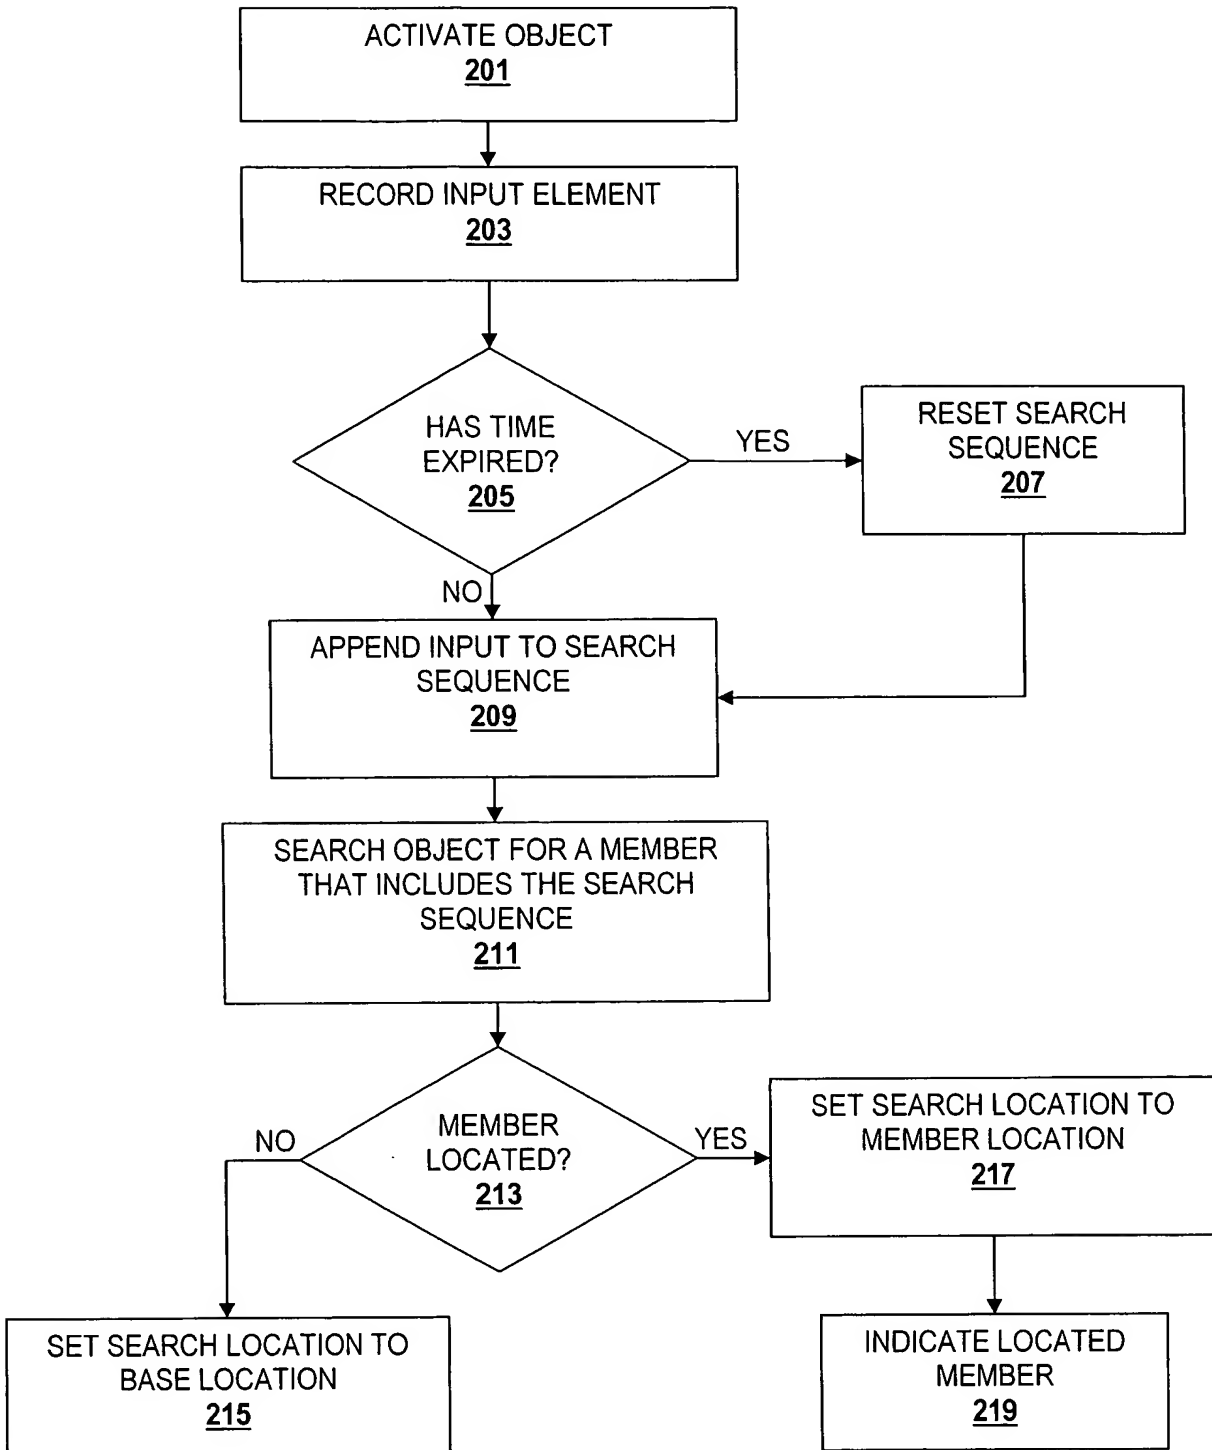 ACTIVATE OBJECT
201
RECORD INPUT ELEMENT
203
HAS TIME
EXPIRED?
205
YES
RESET SEARCH
SEQUENCE
207
NO
APPEND INPUT TO SEARCH
SEQUENCE
209
SEARCH OBJECT FOR A MEMBER
THAT INCLUDES THE SEARCH
SEQUENCE
211
MEMBER
LOCATED?
213
NO
YES
SET SEARCH LOCATION TO
MEMBER LOCATION
217
SET SEARCH LOCATION TO
BASE LOCATION
215
INDICATE LOCATED
MEMBER
219